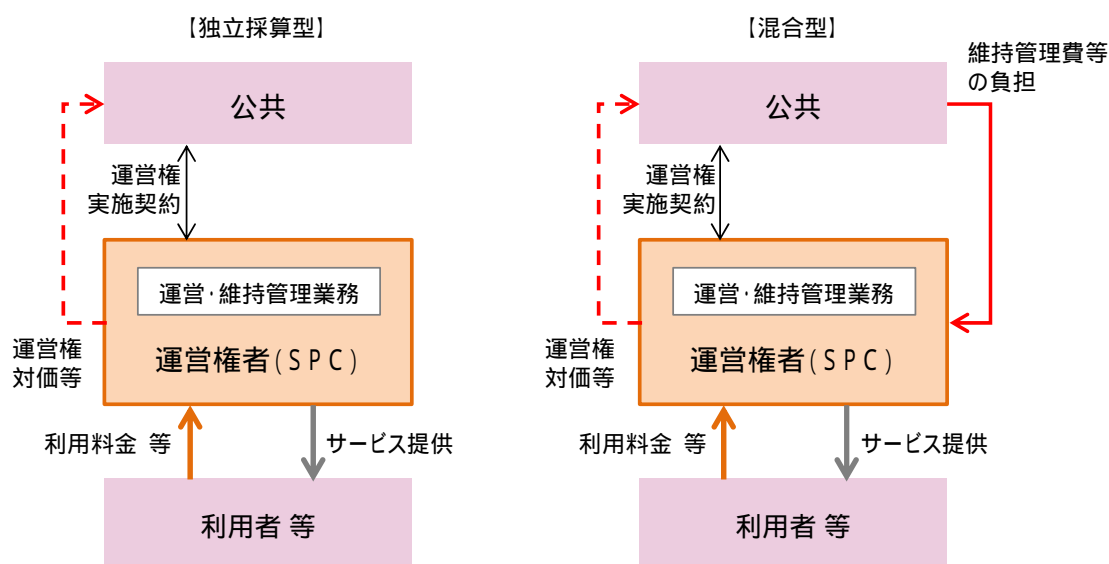 【独立採算型】
公共
運営権
実施契約
運営・維持管理業務
運営権者(SPC)
運営権
対価等
利用料金 等
サービス提供
利用者 等
【混合型】
維持管理費等
の負担
公共
運営権
実施契約
運営・維持管理業務
運営権者(SPC)
運営権
対価等
利用料金 等
サービス提供
利用者 等